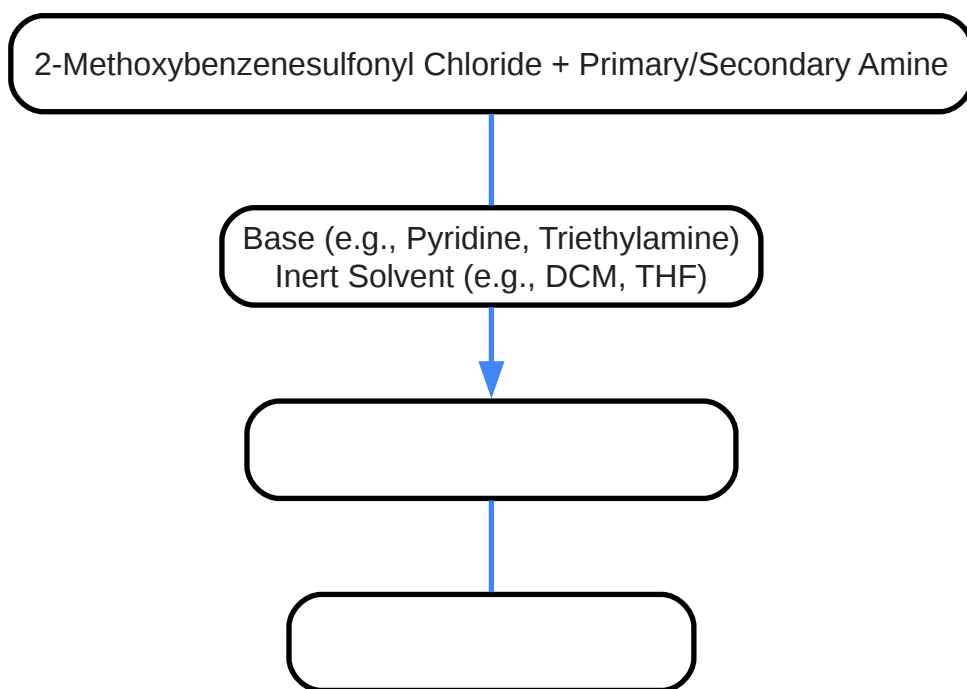 2-Methoxybenzenesulfonyl Chloride + Primary/Secondary Amine
Base (e.g., Pyridine, Triethylamine)
Inert Solvent (e.g., DCM, THF)